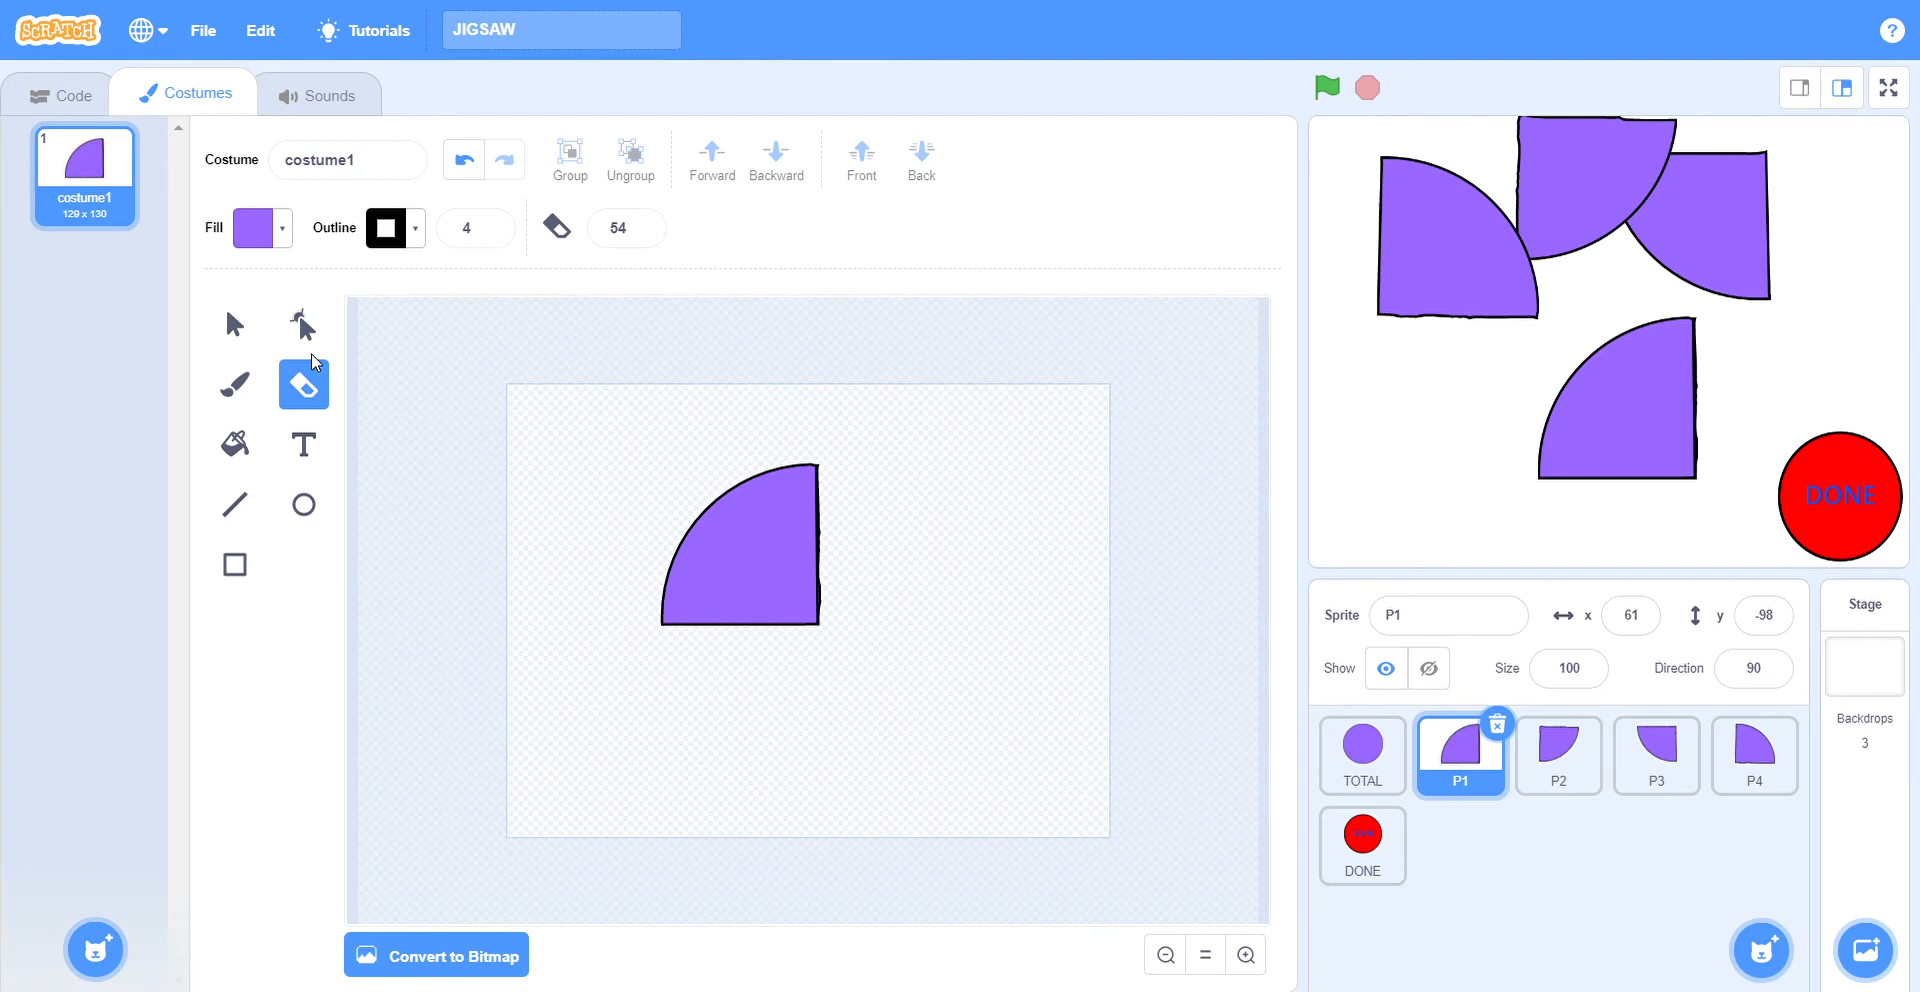 SCRATCH File Edit Tutorials JIGSAW ?
Code Costumes Sounds
1
costume1
129 x 130
Costume costume1 Group Ungroup Forward Backward Front Back
Fill Outline 4 54
T
Convert to Bitmap
DONE
Sprite P1 x 61 y -98
Show Size 100 Direction 90
TOTAL P1 P2 P3 P4
DONE
Stage
Backdrops
3